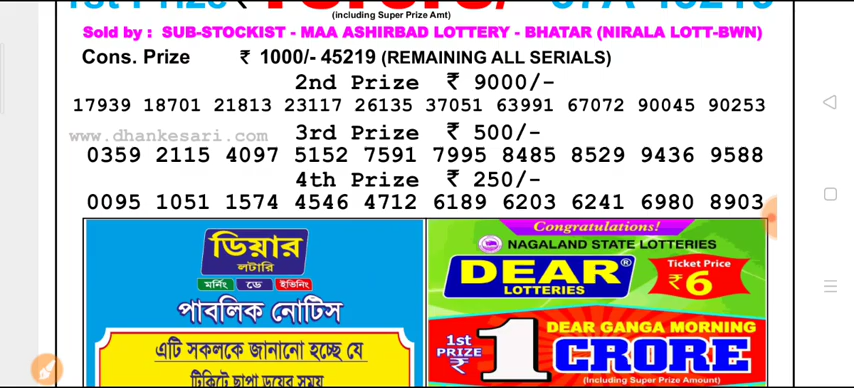 (including Super Prize Amt)
Sold by : SUB-STOCKIST - MAA ASHIRBAD LOTTERY - BHATAR (NIRALA LOTT-BWN)
Cons. Prize ₹ 1000/- 45219 (REMAINING ALL SERIALS)
2nd Prize ₹ 9000/-
17939 18701 21813 23117 26135 37051 63991 67072 90045 90253
www.dhankesari.com
3rd Prize ₹ 500/-
0359 2115 4097 5152 7591 7995 8485 8529 9436 9588
4th Prize ₹ 250/-
0095 1051 1574 4546 4712 6189 6203 6241 6980 8903
ডিয়ার
লটারি
মর্নিং ডে ইভিনিং
পাবলিক নোটিস
এটি সকলকে জানানো হচ্ছে যে
টিকিটে ছাপা
সময়
Congratulations!
NAGALAND STATE LOTTERIES
DEAR®
LOTTERIES
Ticket Price
₹6
DEAR GANGA MORNING
1st
PRIZE
₹
1
CRORE
(Including Super Prize Amount)